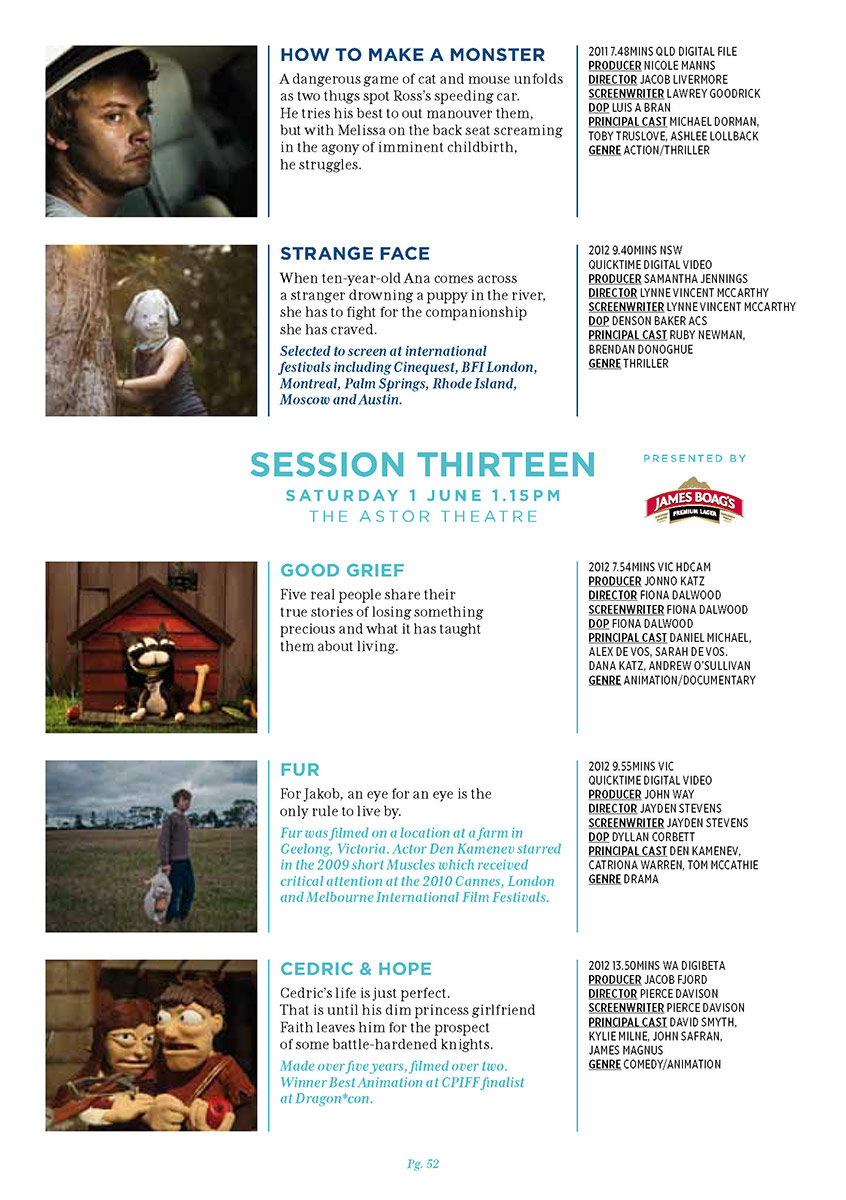 HOW TO MAKE A MONSTER
A dangerous game of cat and mouse unfolds
as two thugs spot Ross's speeding car.
He tries his best to out manouver them,
but with Melissa on the back seat screaming
in the agony of imminent childbirth,
he struggles.
2011 7.48MINS QLD DIGITAL FILE
PRODUCER NICOLE MANNS
DIRECTOR JACOB LIVERMORE
SCREENWRITER LAWREY GOODRICK
DOP LUIS A BRAN
PRINCIPAL CAST MICHAEL DORMAN,
TOBY TRUSLOVE, ASHLEE LOLLBACK
GENRE ACTION/THRILLER
STRANGE FACE
When ten-year-old Ana comes across
a stranger drowning a puppy in the river,
she has to fight for the companionship
she has craved.
Selected to screen at international
festivals including Cinequest, BFI London,
Montreal, Palm Springs, Rhode Island,
Moscow and Austin.
2012 9.40MINS NSW
QUICKTIME DIGITAL VIDEO
PRODUCER SAMANTHA JENNINGS
DIRECTOR LYNNE VINCENT MCCARTHY
SCREENWRITER LYNNE VINCENT MCCARTHY
DOP DENSON BAKER ACS
PRINCIPAL CAST RUBY NEWMAN,
BRENDAN DONOGHUE
GENRE THRILLER
SESSION THIRTEEN
SATURDAY 1 JUNE 1.15PM
THE ASTOR THEATRE
PRESENTED BY
JAMES BOAG'S
PREMIUM LAGER
GOOD GRIEF
Five real people share their
true stories of losing something
precious and what it has taught
them about living.
2012 7.54MINS VIC HDCAM
PRODUCER JONNO KATZ
DIRECTOR FIONA DALWOOD
SCREENWRITER FIONA DALWOOD
DOP FIONA DALWOOD
PRINCIPAL CAST DANIEL MICHAEL,
ALEX DE VOS, SARAH DE VOS.
DANA KATZ, ANDREW O'SULLIVAN
GENRE ANIMATION/DOCUMENTARY
FUR
For Jakob, an eye for an eye is the
only rule to live by.
Fur was filmed on a location at a farm in
Geelong, Victoria. Actor Den Kamenev starred
in the 2009 short Muscles which received
critical attention at the 2010 Cannes, London
and Melbourne International Film Festivals.
2012 9.55MINS VIC
QUICKTIME DIGITAL VIDEO
PRODUCER JOHN WAY
DIRECTOR JAYDEN STEVENS
SCREENWRITER JAYDEN STEVENS
DOP DYLLAN CORBETT
PRINCIPAL CAST DEN KAMENEV,
CATRIONA WARREN, TOM MCCATHIE
GENRE DRAMA
CEDRIC & HOPE
Cedric's life is just perfect.
That is until his dim princess girlfriend
Faith leaves him for the prospect
of some battle-hardened knights.
Made over five years, filmed over two.
Winner Best Animation at CPIFF finalist
at Dragon*con.
2012 13.50MINS WA DIGIBETA
PRODUCER JACOB FJORD
DIRECTOR PIERCE DAVISON
SCREENWRITER PIERCE DAVISON
PRINCIPAL CAST DAVID SMYTH,
KYLIE MILNE, JOHN SAFRAN,
JAMES MAGNUS
GENRE COMEDY/ANIMATION
Pg. 52